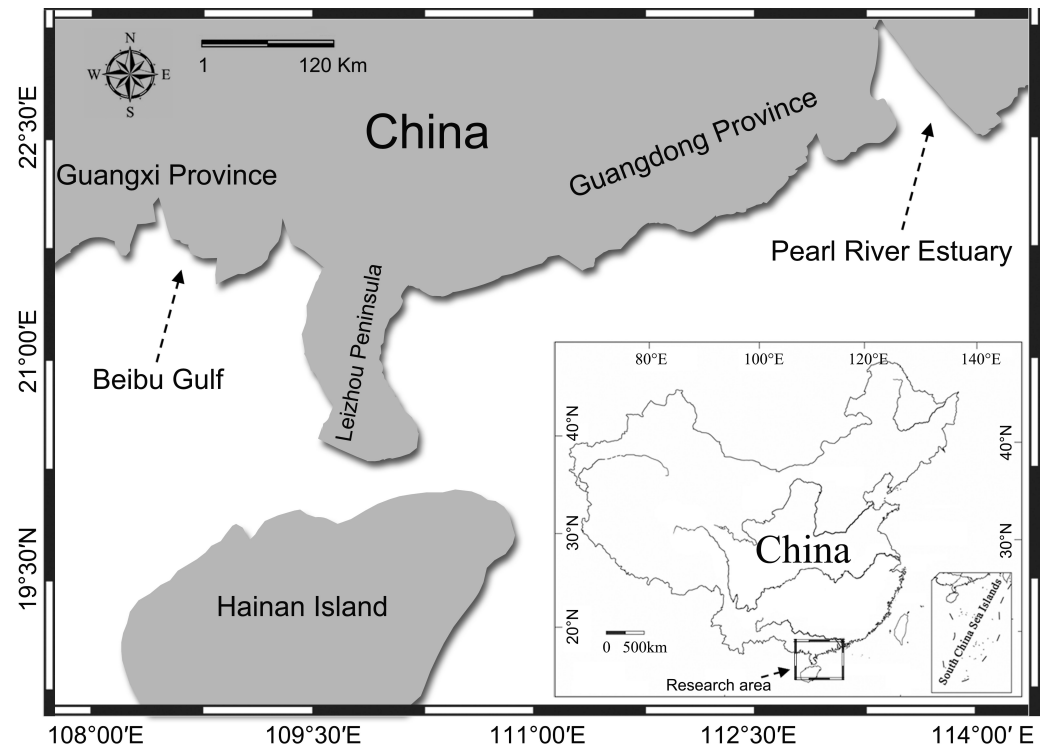 N
W E
S
1 120 Km
China
Guangxi Province
Guangdong Province
Pearl River Estuary
Leizhou Peninsula
Beibu Gulf
Hainan Island
22°30′E
21°00′E
19°30′N
108°00′E 109°30′E 111°00′E 112°30′E 114°00′ E
80°E 100°E 120°E 140°E
40°N
30°N
20°N
40°N
30°N
China
0 500km
Research area
South China Sea Islands